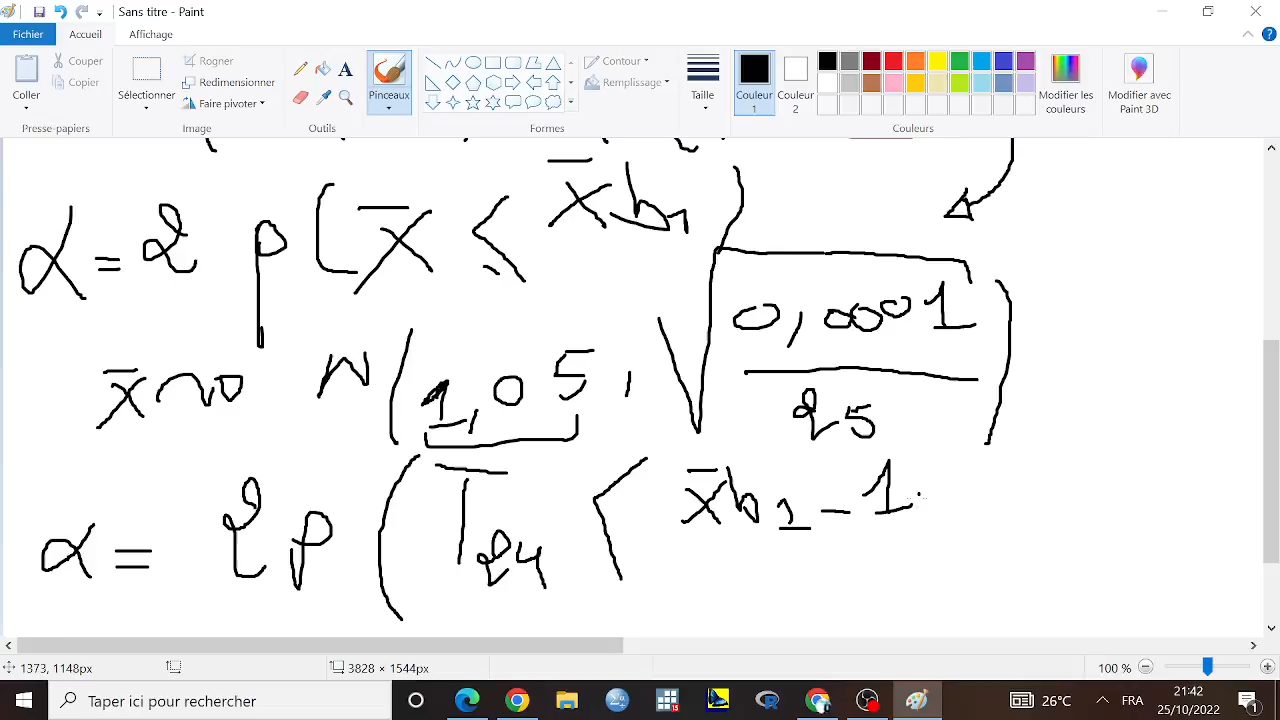 Sans titre - Paint
Fichier Accueil Affichage
Coller Couper Copier Presse-papiers
Sélectionner Rogner Faire pivoter Image
Pinceaux Outils
Contour Remplissage Formes
Taille
Couleur 1 Couleur 2 Modifier les couleurs Modifier avec Paint 3D Couleurs
α = 2 P( X̄ ≤ x̄b1 )
x̄ ~> N( 1,05 , √(0,0001 / 25) )
α = 2P( T24 < x̄b1 - 1.
1373, 1148px 3828 × 1544px 100 %
Taper ici pour rechercher 26°C FRA 21:42 25/10/2022 1